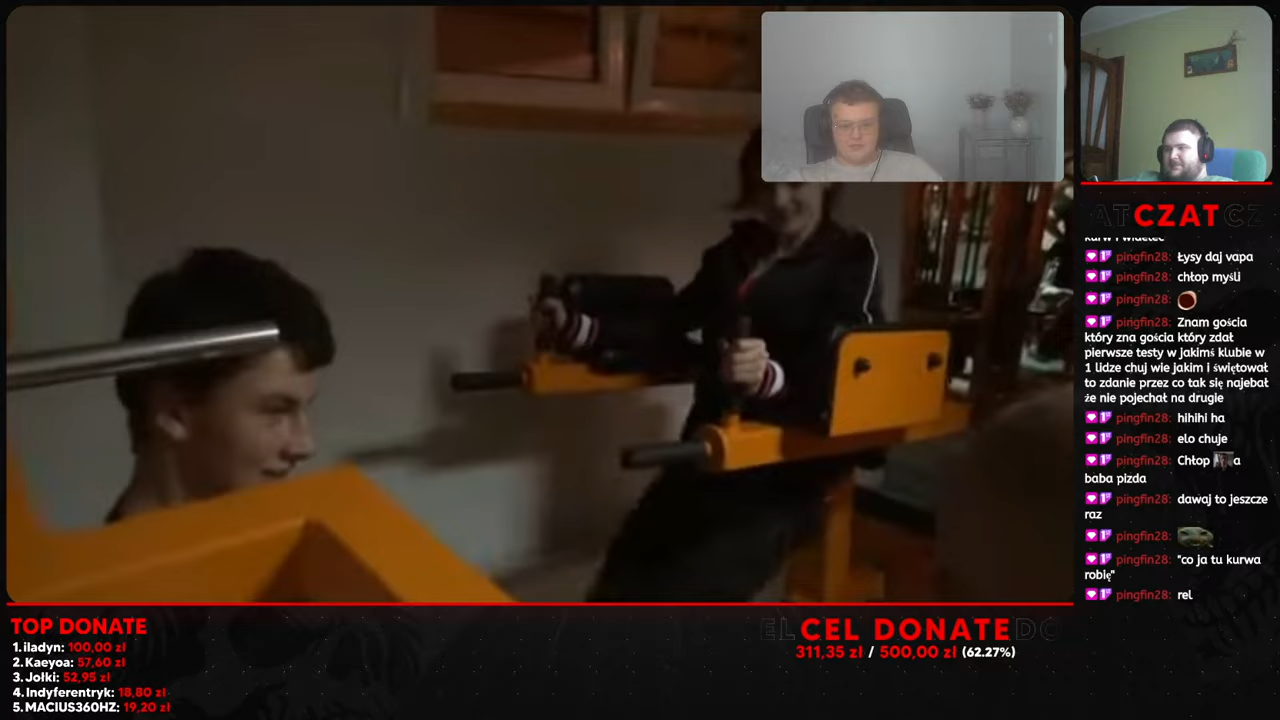 CZAT
Łysy daj vapa
pingfin28: Łysy daj vapa
pingfin28: chłop myśli
pingfin28:
pingfin28: Znam gościa
który zna gościa który zdał
pierwsze testy w jakimś klubie w
1 lidze chuj wie jakim i świętował
to zdanie przez co tak się najebał
że nie pojechał na drugie
pingfin28: hihihi ha
pingfin28: elo chuje
pingfin28: Chłop a
baba pizda
pingfin28: dawaj to jeszcze
raz
pingfin28:
pingfin28: "co ja tu kurwa
robię"
pingfin28: rel
TOP DONATE
1. iladyn: 100,00 zł
2. Kaeyoa: 57,60 zł
3. Jołki: 52,95 zł
4. Indyferentryk: 18,80 zł
5. MACIUS360HZ: 19,20 zł
CEL DONATE
311,35 zł / 500,00 zł (62.27%)